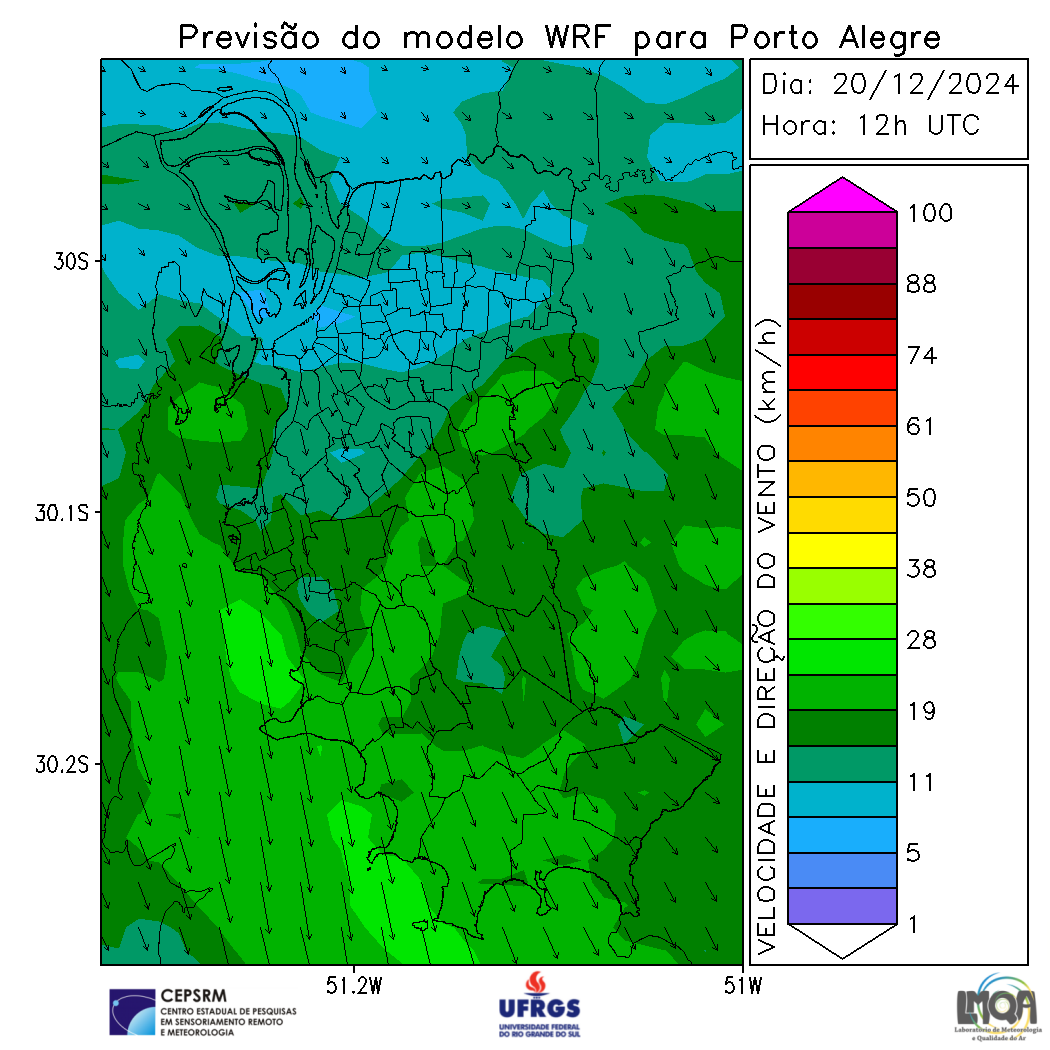 Previsão do modelo WRF para Porto Alegre
Dia: 20/12/2024
Hora: 12h UTC
30S
30.1S
30.2S
51.2W
51W
VELOCIDADE E DIREÇÃO DO VENTO (km/h)
100
88
74
61
50
38
28
19
11
5
1
CEPSRM
CENTRO ESTADUAL DE PESQUISAS
EM SENSORIAMENTO REMOTO
E METEOROLOGIA
UFRGS
UNIVERSIDADE FEDERAL
DO RIO GRANDE DO SUL
LMQA
Laboratório de Meteorologia
e Qualidade do Ar